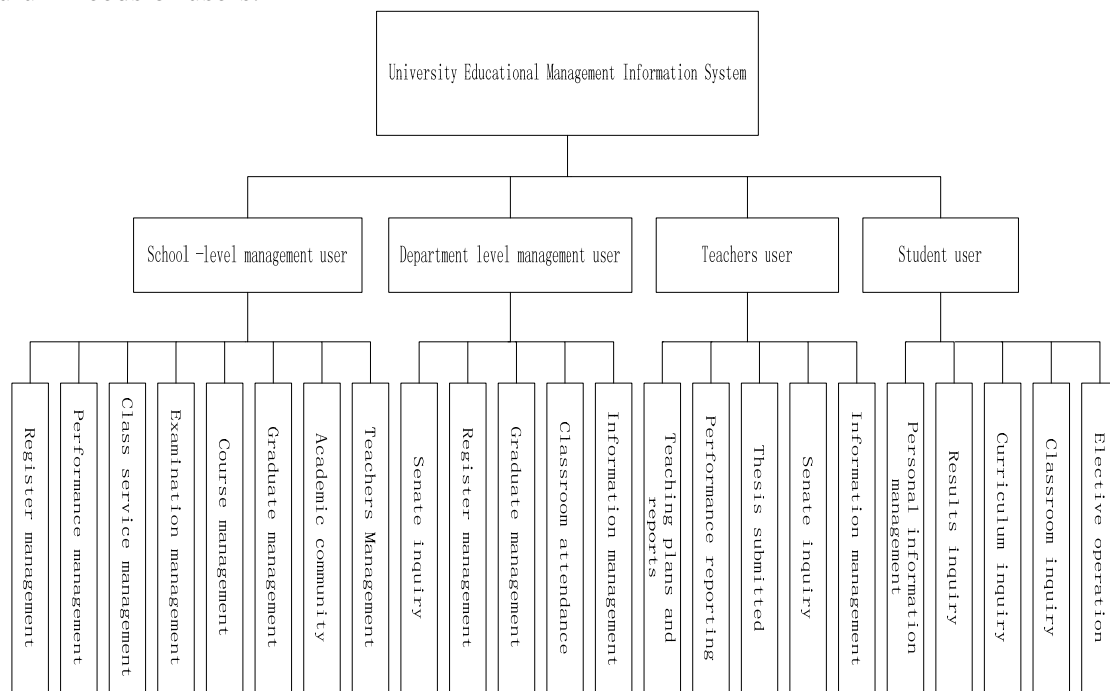 University Educational Management Information System
School -level management user
Department level management user
Teachers user
Student user
Register management
Performance management
Class service management
Examination management
Course management
Graduate management
Academic community
Teachers Management
Senate inquiry
Register management
Graduate management
Classroom attendance
Information management
Teaching plans and
reports
Performance reporting
Thesis submitted
Senate inquiry
Information management
Personal information
management
Results inquiry
Curriculum inquiry
Classroom inquiry
Elective operation